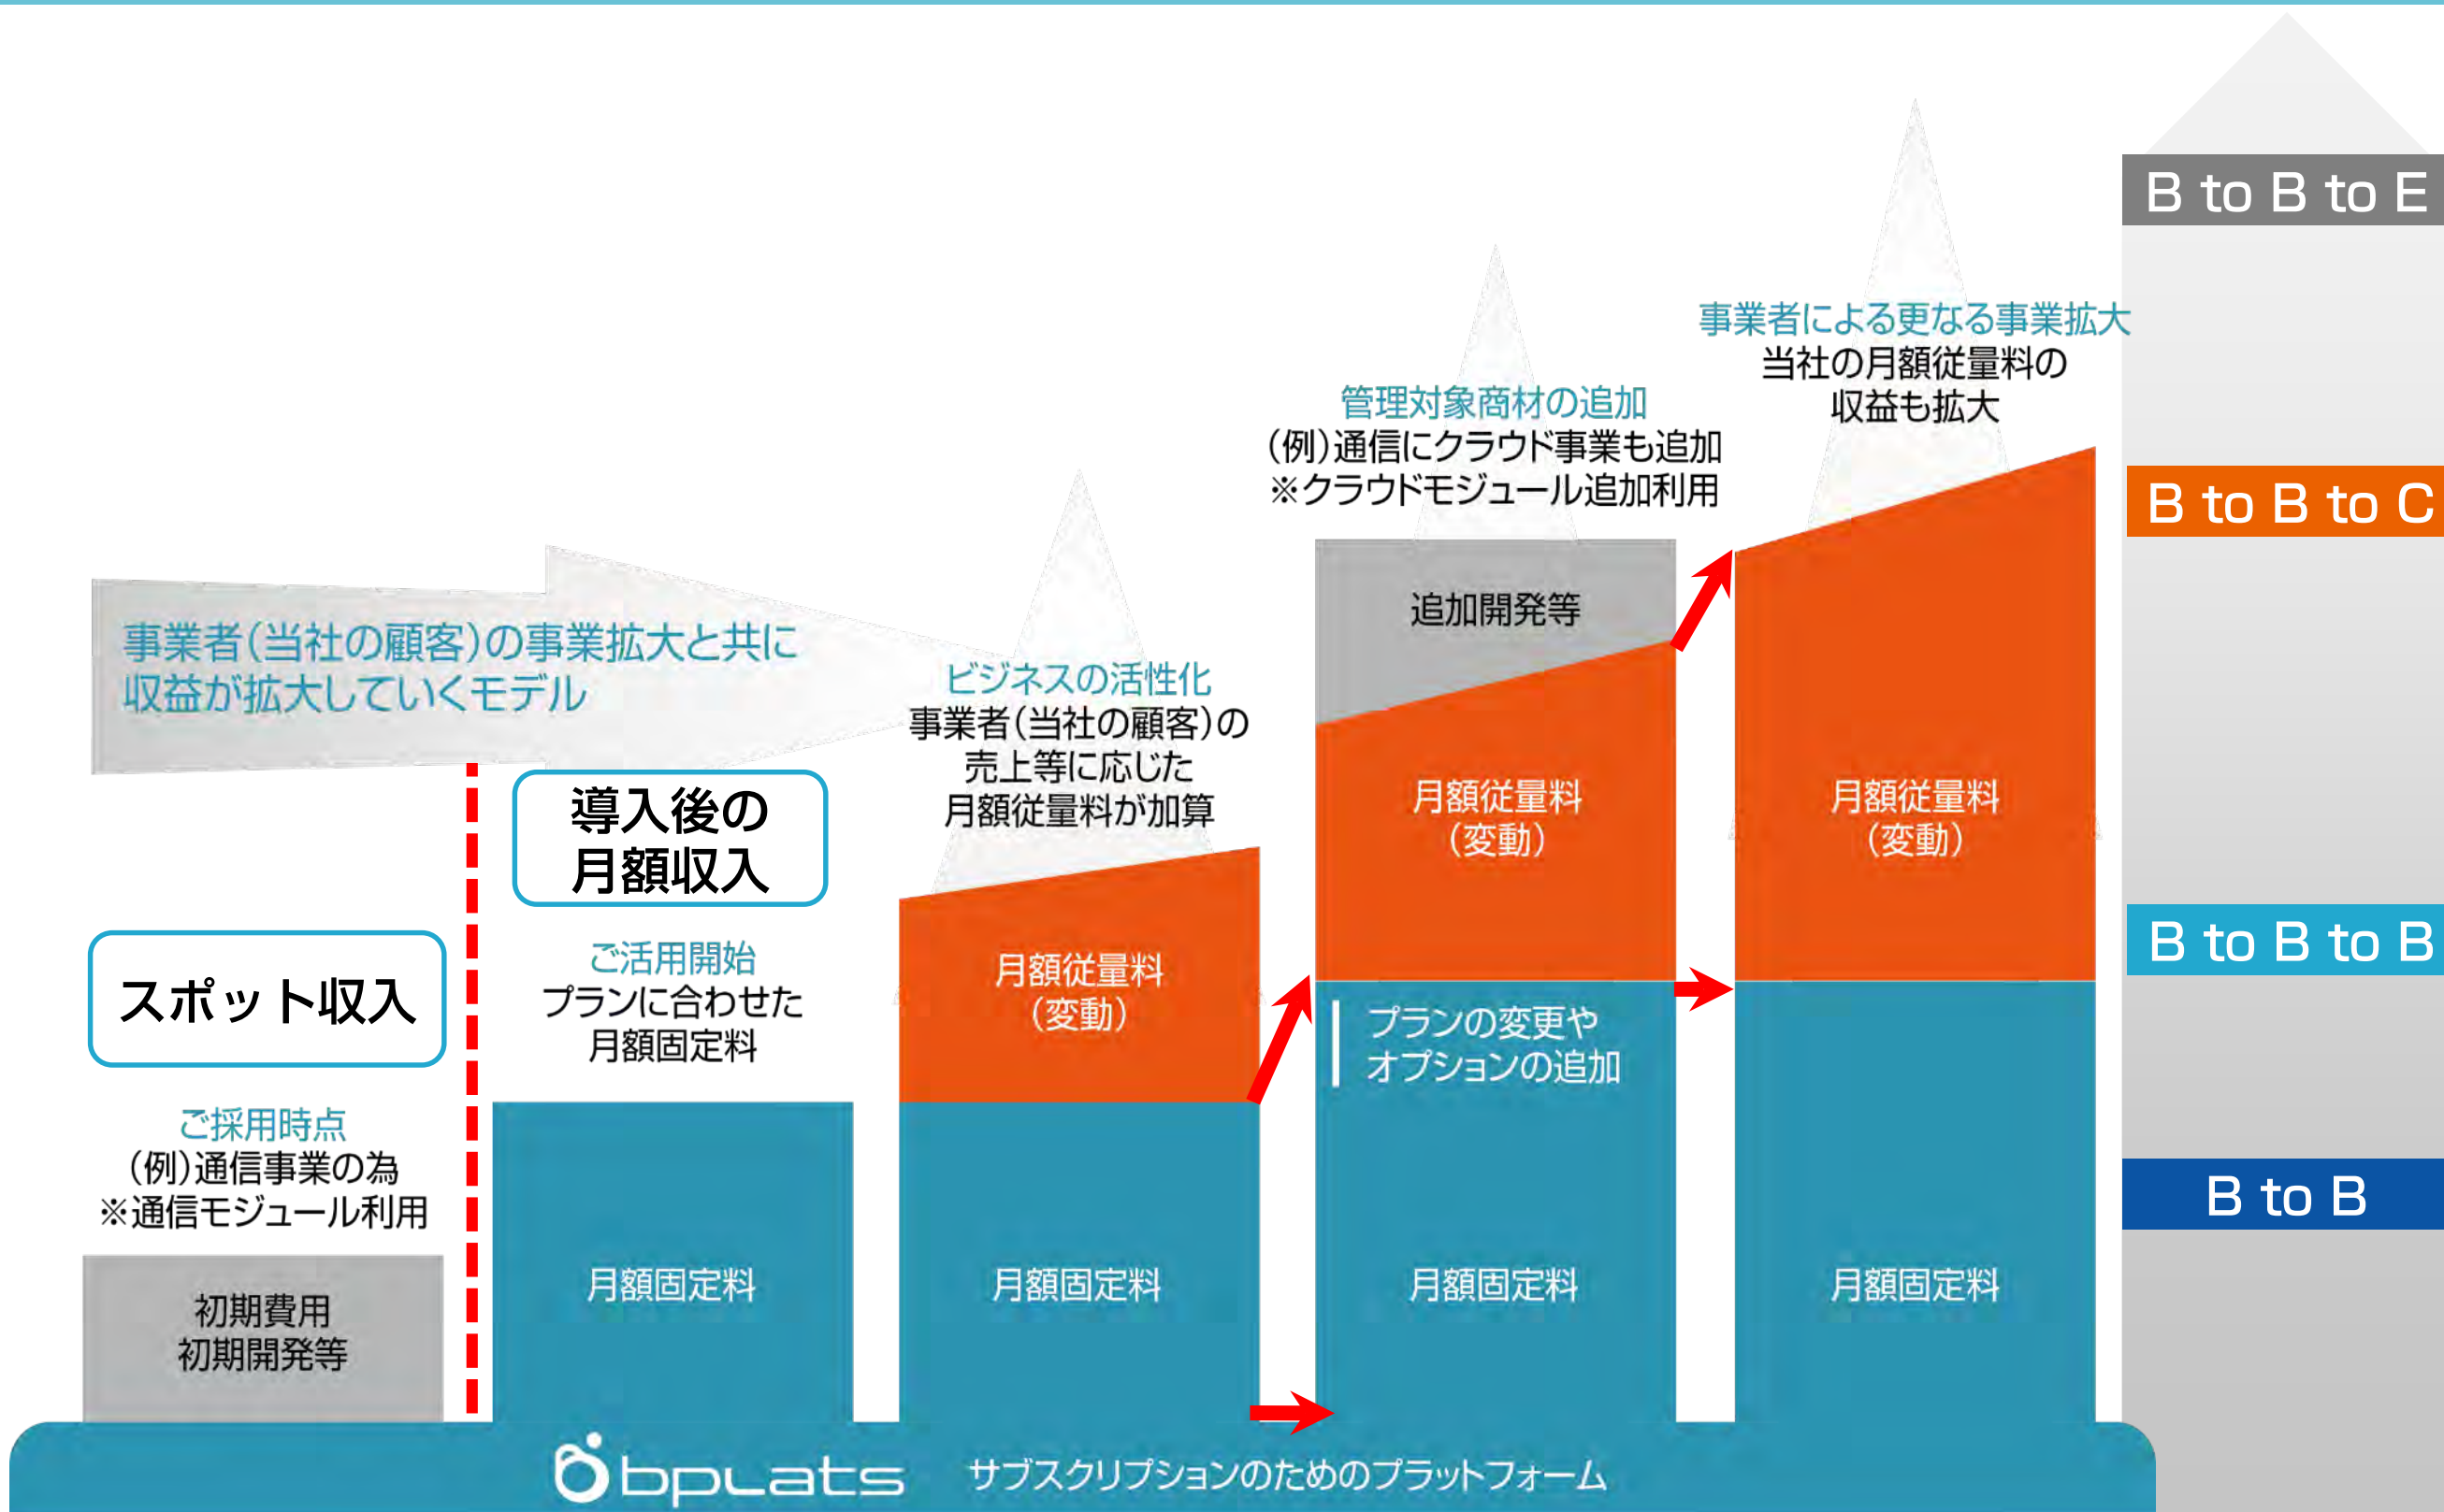 事業者(当社の顧客)の事業拡大と共に
収益が拡大していくモデル
スポット収入
ご採用時点
(例)通信事業の為
※通信モジュール利用
初期費用
初期開発等
導入後の
月額収入
ご活用開始
プランに合わせた
月額固定料
月額固定料
ビジネスの活性化
事業者(当社の顧客)の
売上等に応じた
月額従量料が加算
月額従量料
(変動)
月額固定料
管理対象商材の追加
(例)通信にクラウド事業も追加
※クラウドモジュール追加利用
追加開発等
月額従量料
(変動)
プランの変更や
オプションの追加
月額固定料
事業者による更なる事業拡大
当社の月額従量料の
収益も拡大
月額従量料
(変動)
月額固定料
B to B to E
B to B to C
B to B to B
B to B
bplats
サブスクリプションのためのプラットフォーム